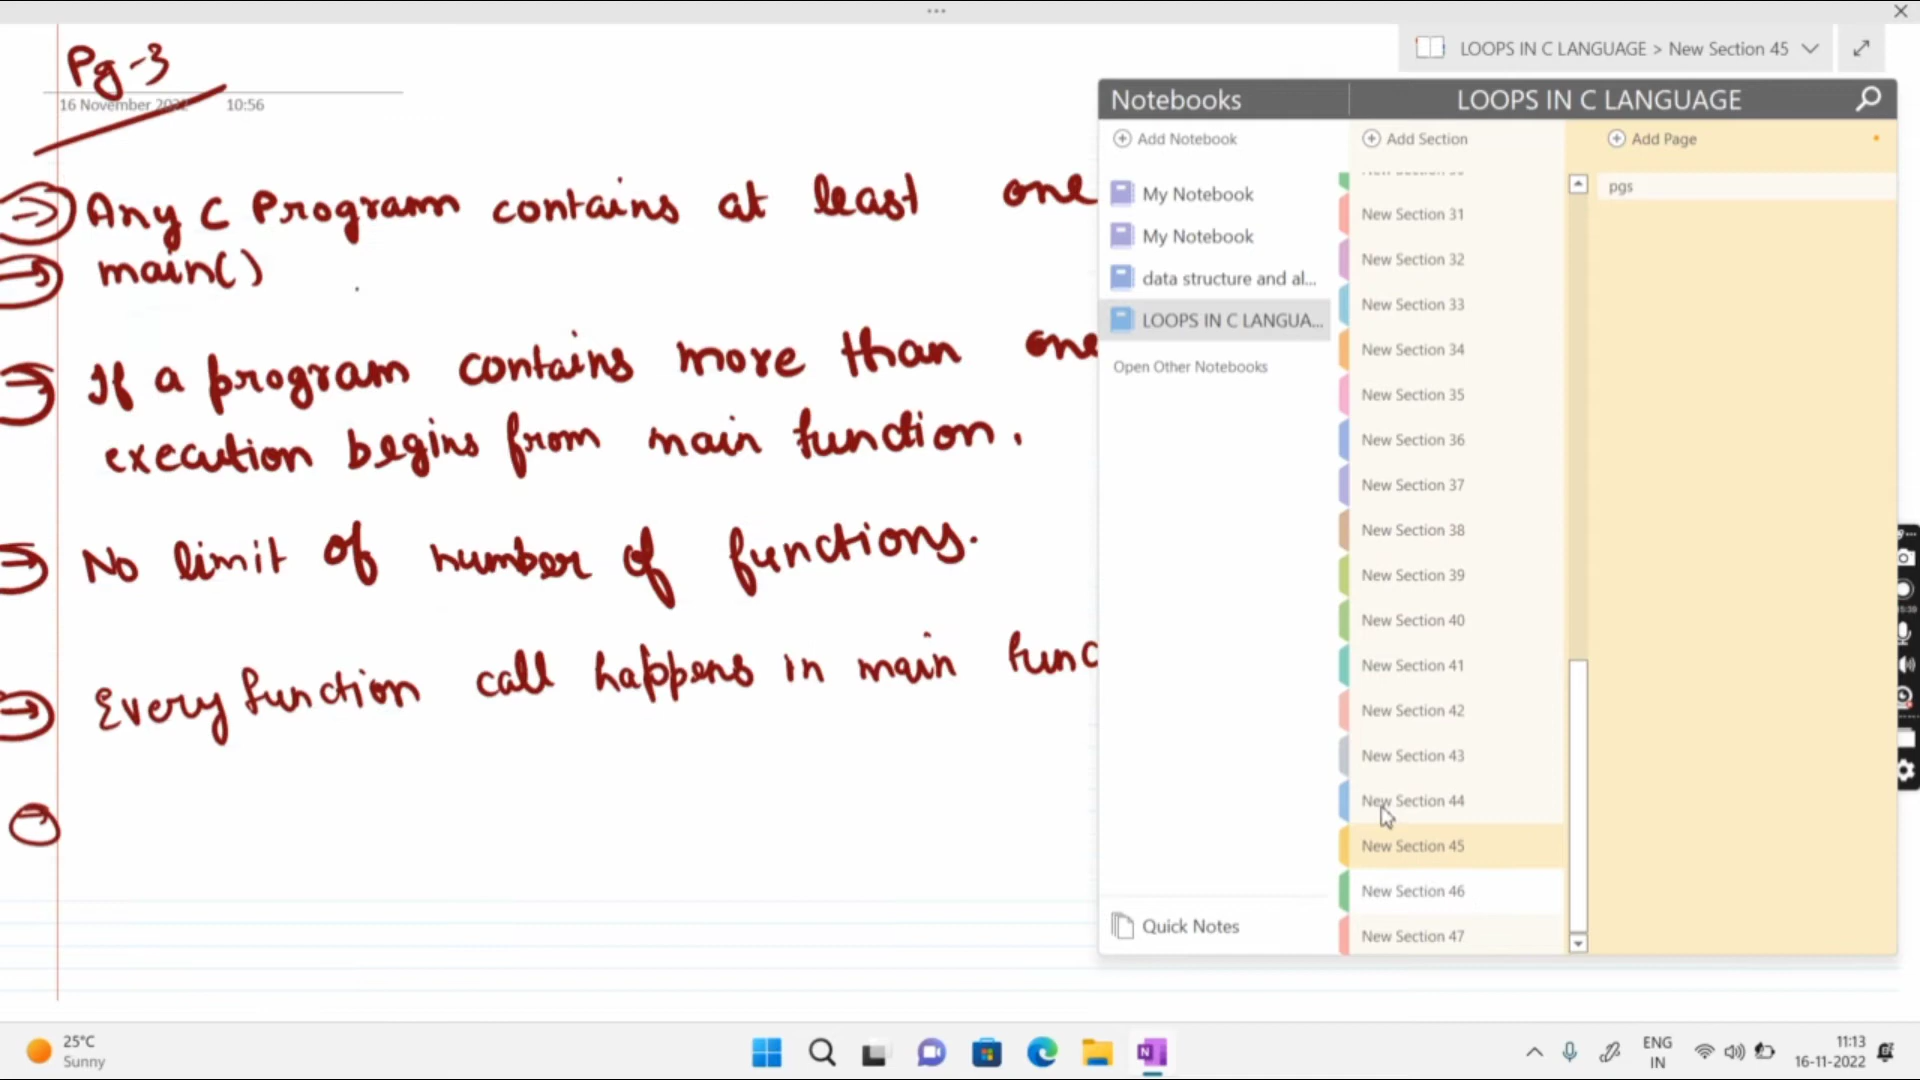 LOOPS IN C LANGUAGE > New Section 45
Pg-3
16 November 10:56
Any C Program contains at least one
main()
If a program contains more than one
execution begins from main function.
No limit of number of functions.
Every function call happens in main func
Notebooks
LOOPS IN C LANGUAGE
Add Notebook
My Notebook
My Notebook
data structure and al...
LOOPS IN C LANGUA...
Open Other Notebooks
Quick Notes
Add Section
New Section 31
New Section 32
New Section 33
New Section 34
New Section 35
New Section 36
New Section 37
New Section 38
New Section 39
New Section 40
New Section 41
New Section 42
New Section 43
New Section 44
New Section 45
New Section 46
New Section 47
Add Page
pgs
25°C
Sunny
ENG
IN
11:13
16-11-2022